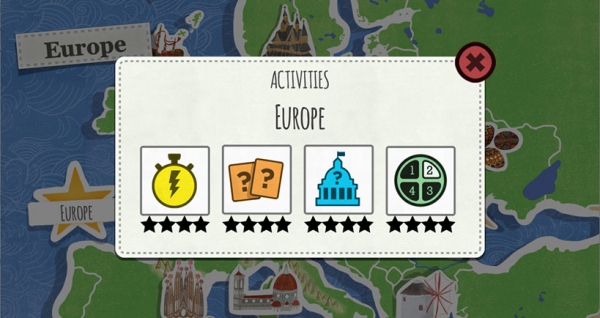 Europe
ACTIVITIES
EUROPE
? ?
?
1 2
4 3
EUROPE